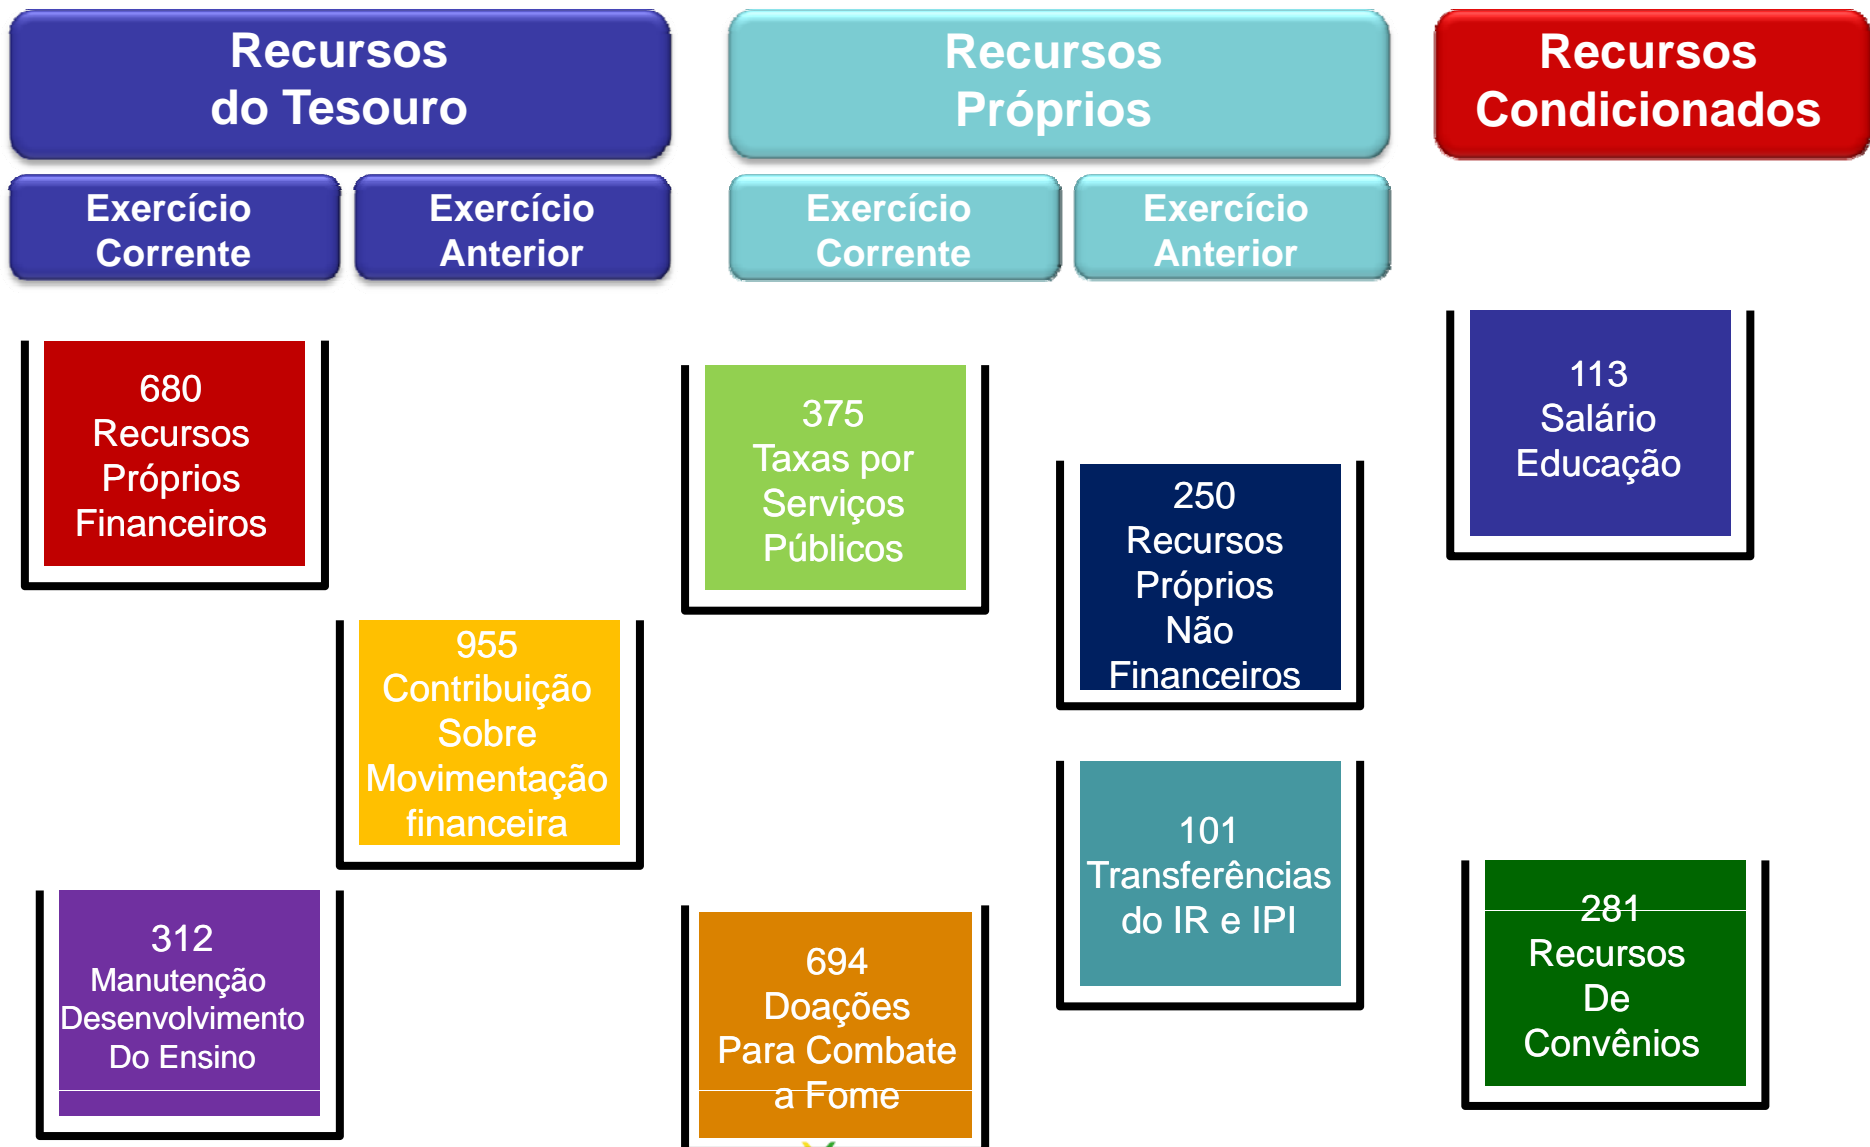 Recursos
do Tesouro
Recursos
Próprios
Recursos
Condicionados
Exercício
Corrente
Exercício
Anterior
Exercício
Corrente
Exercício
Anterior
680
Recursos
Próprios
Financeiros
375
Taxas por
Serviços
Públicos
113
Salário
Educação
250
Recursos
Próprios
Não
Financeiros
955
Contribuição
Sobre
Movimentação
financeira
101
Transferências
do IR e IPI
312
Manutenção
Desenvolvimento
Do Ensino
694
Doações
Para Combate
a Fome
281
Recursos
De
Convênios